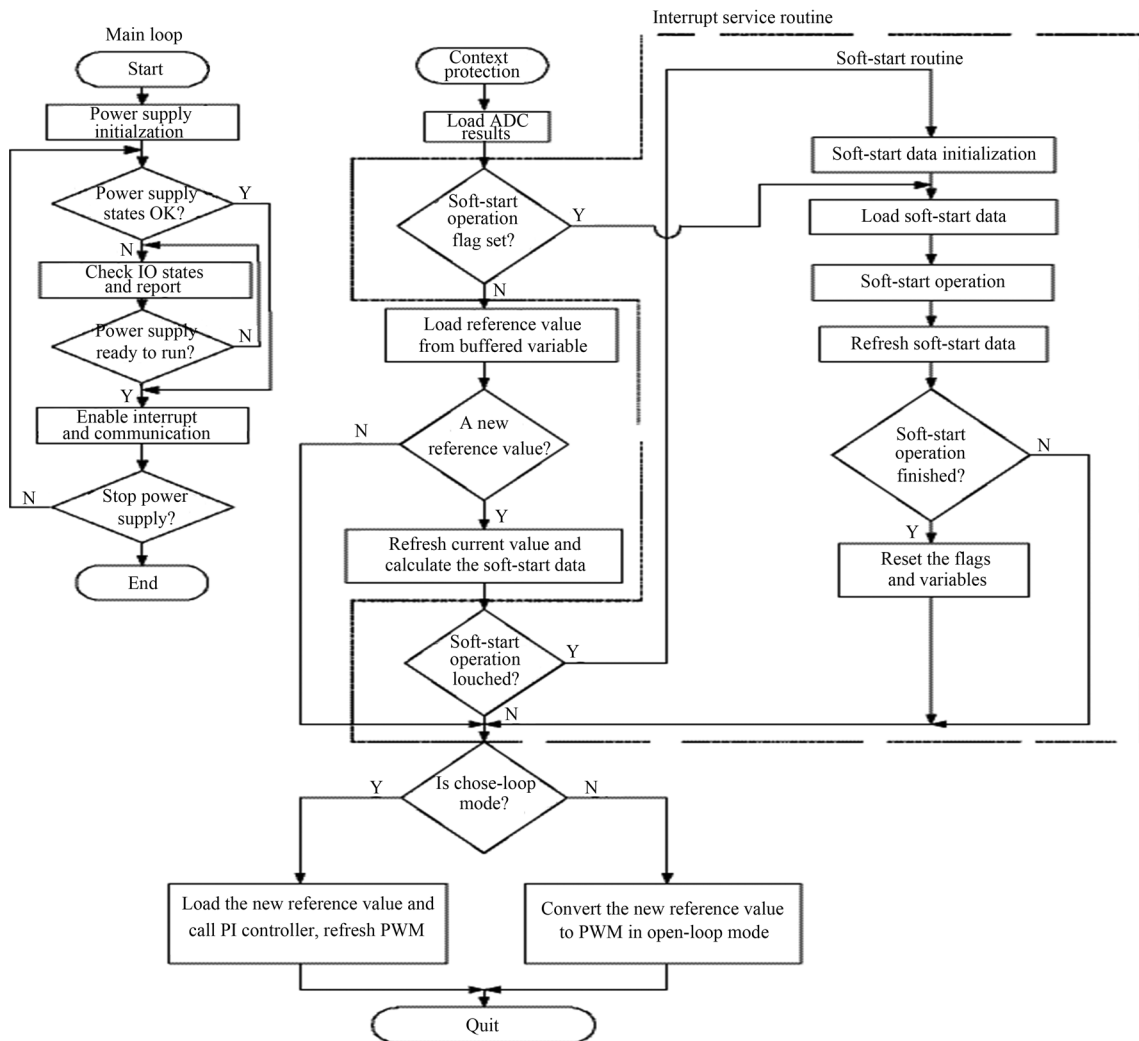 Interrupt service routine
Main loop
Start
Power supply
initialzation
Power supply
states OK?
Y
N
Check IO states
and report
Power supply
ready to run?
N
Y
Enable interrupt
and communication
Stop power
supply?
N
End
Context
protection
Load ADC
results
Soft-start
operation
flag set?
Y
N
Load reference value
from buffered variable
A new
reference value?
N
Y
Refresh current value and
calculate the soft-start data
Soft-start
operation
louched?
Y
N
Soft-start routine
Soft-start data initialization
Load soft-start data
Soft-start operation
Refresh soft-start data
Soft-start
operation
finished?
N
Y
Reset the flags
and variables
Is chose-loop
mode?
Y
N
Load the new reference value and
call PI controller, refresh PWM
Convert the new reference value
to PWM in open-loop mode
Quit